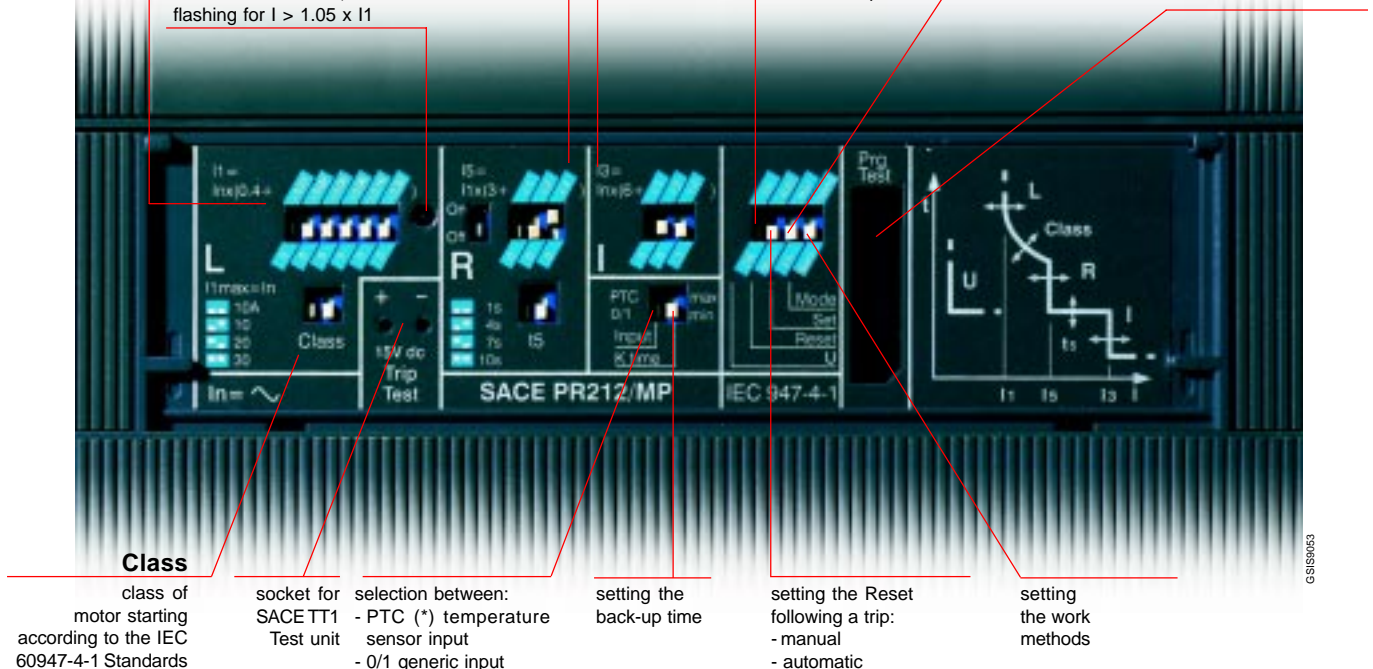 flashing for I > 1.05 x I1
I1=
Inx(0.4+ )
L
I1max=In
10A
10
20
30
Class
In= ~
+ -
15V dc
Trip
Test
I5=
I1x(3+ )
On
Off
R
1s
4s
7s
10s
t5
SACE PR212/MP
I3=
Inx(6+ )
I
PTC
0/1
max
min
Input
K time
Mode
Set
Reset
U
IEC 947-4-1
Prg
Test
t
L
Class
R
U
I
t5
I1 I5 I3 I
GSIS9053
Class
class of
motor starting
according to the IEC
60947-4-1 Standards
socket for
SACE TT1
Test unit
selection between:
- PTC (*) temperature
sensor input
- 0/1 generic input
setting the
back-up time
setting the Reset
following a trip:
- manual
- automatic
setting
the work
methods